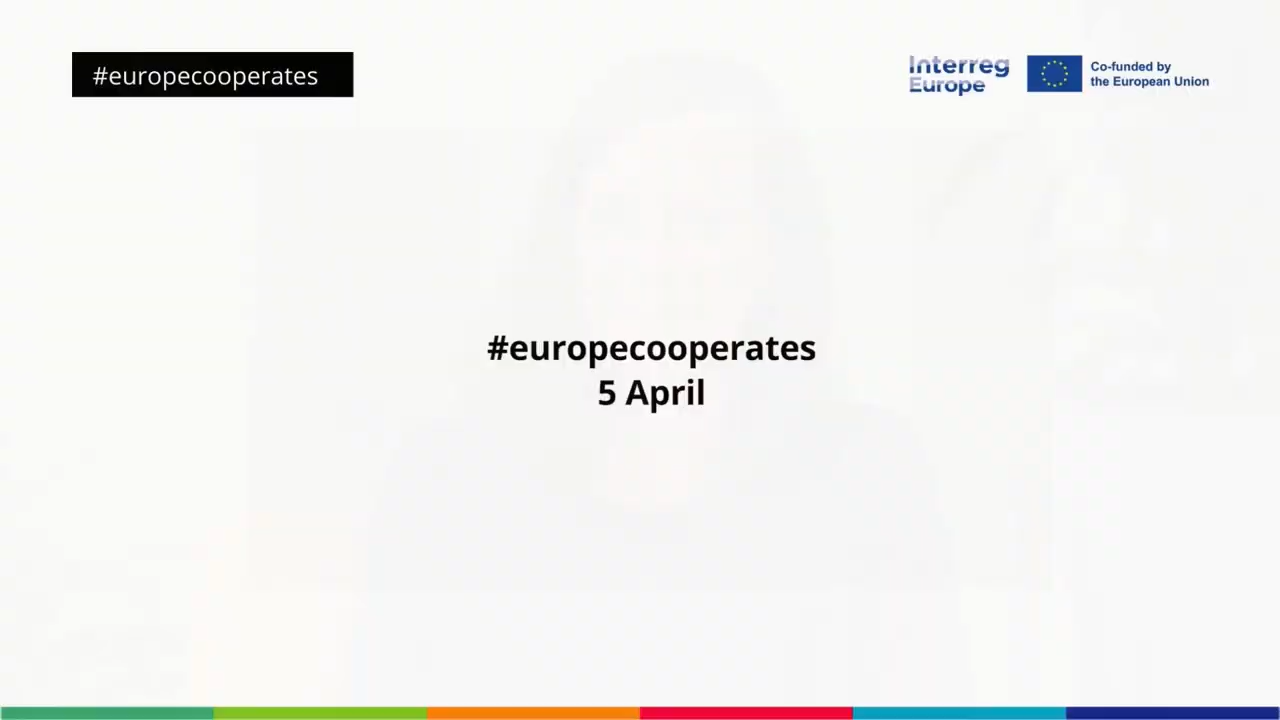 #europecooperates
Interreg
Europe
Co-funded by
the European Union
#europecooperates
5 April